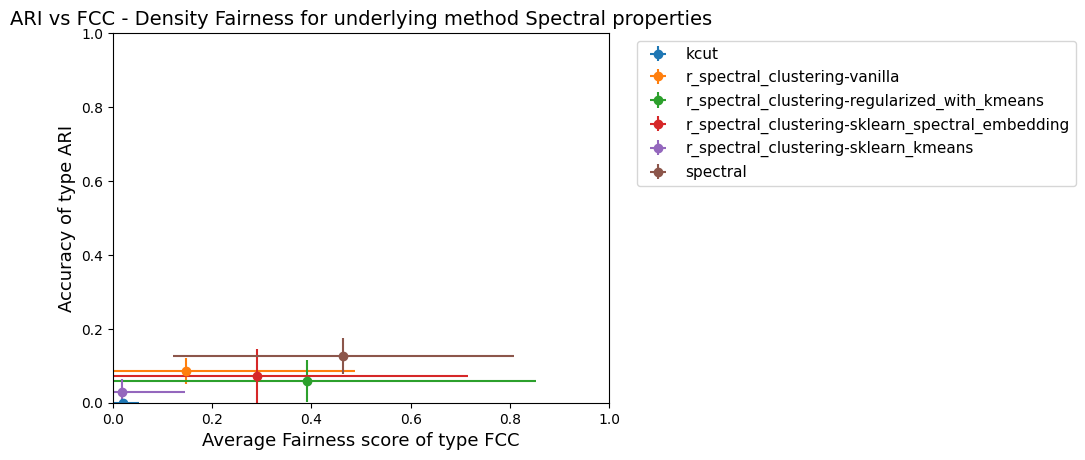 ARI vs FCC - Density Fairness for underlying method Spectral properties
1.0
0.8
0.6
0.4
0.2
0.0
Accuracy of type ARI
0.0 0.2 0.4 0.6 0.8 1.0
Average Fairness score of type FCC
kcut
r_spectral_clustering-vanilla
r_spectral_clustering-regularized_with_kmeans
r_spectral_clustering-sklearn_spectral_embedding
r_spectral_clustering-sklearn_kmeans
spectral